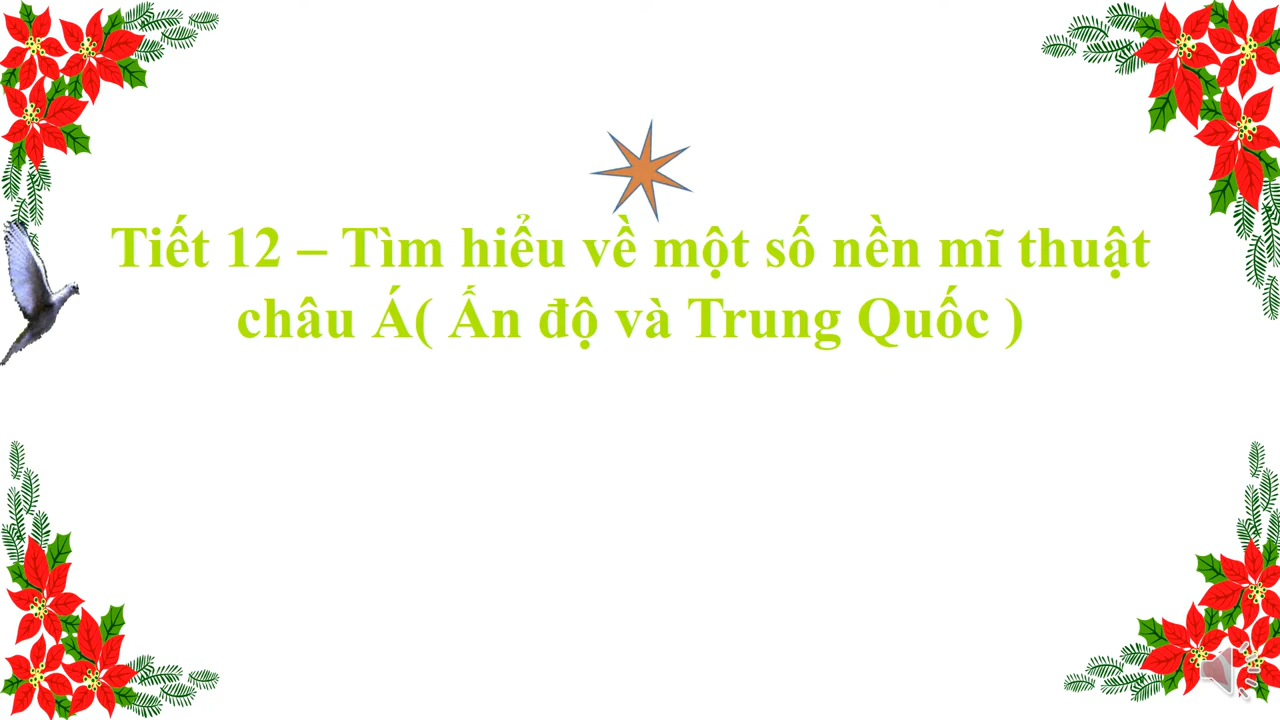 Tiết 12 – Tìm hiểu về một số nền mĩ thuật
châu Á( Ấn độ và Trung Quốc )